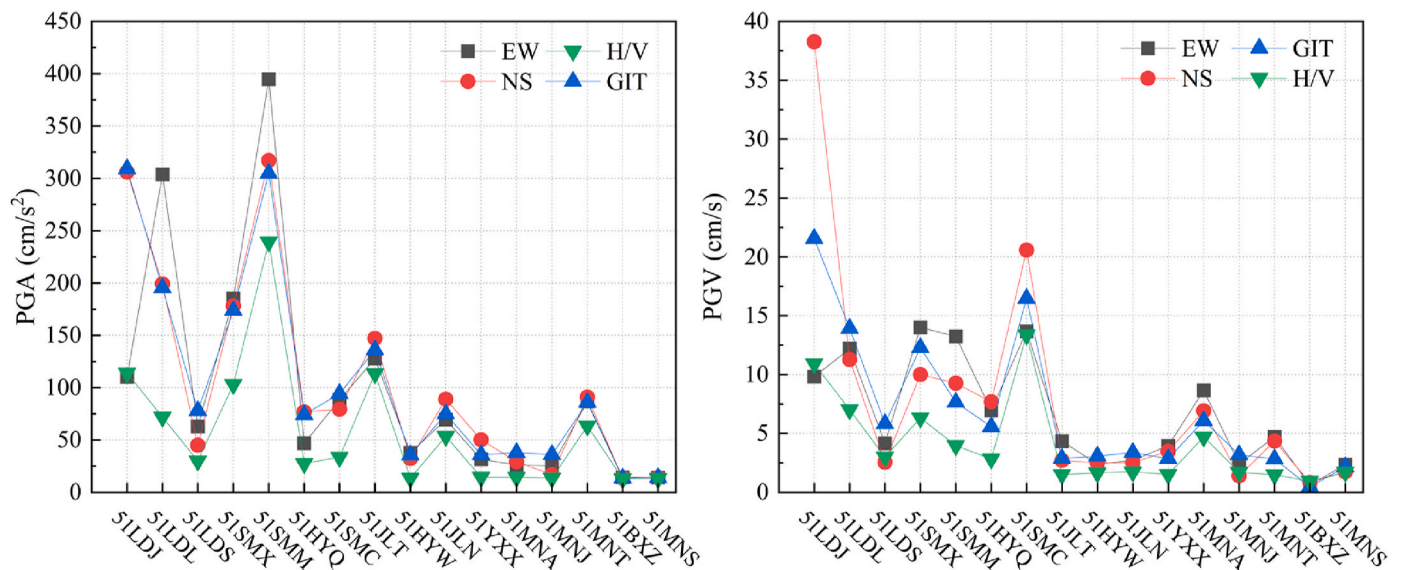 PGA (cm/s²)
450
400
350
300
250
200
150
100
50
0
EW
H/V
NS
GIT
51LDJ
51LDL
51LDS
51SMX
51SMM
51HYQ
51SMC
51JLT
51HYW
51JLN
51YXX
51MNA
51MNJ
51MNT
51BXZ
51MNS
PGV (cm/s)
40
35
30
25
20
15
10
5
0
EW
GIT
NS
H/V
51LDJ
51LDL
51LDS
51SMX
51SMM
51HYQ
51SMC
51JLT
51HYW
51JLN
51YXX
51MNA
51MNJ
51MNT
51BXZ
51MNS